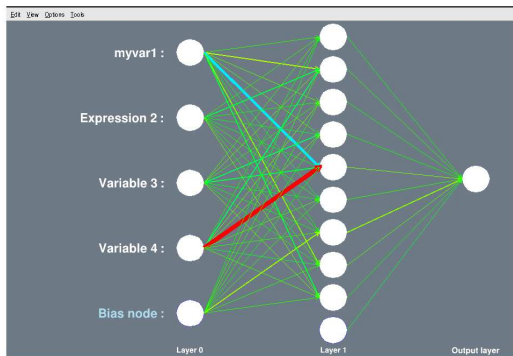 Edit View Options Tools
myvar1 :
Expression 2 :
Variable 3 :
Variable 4 :
Bias node :
Layer 0 Layer 1 Output layer